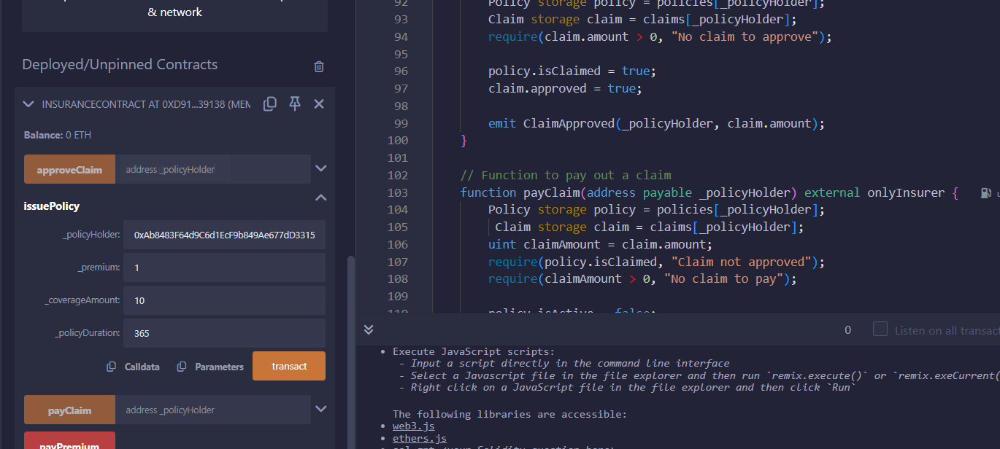 & network
Deployed/Unpinned Contracts
INSURANCECONTRACT AT 0XD91...39138 (MEM
Balance: 0 ETH
approveClaim address _policyHolder
issuePolicy
_policyHolder: 0xAb8483F64d9C6d1EcF9b849Ae677dD3315
_premium: 1
_coverageAmount: 10
_policyDuration: 365
Calldata Parameters transact
payClaim address _policyHolder
payPremium
92 Policy storage policy = policies[_policyHolder];
93 Claim storage claim = claims[_policyHolder];
94 require(claim.amount > 0, "No claim to approve");
95
96 policy.isClaimed = true;
97 claim.approved = true;
98
99 emit ClaimApproved(_policyHolder, claim.amount);
100 }
101
102 // Function to pay out a claim
103 function payClaim(address payable _policyHolder) external onlyInsurer {
104 Policy storage policy = policies[_policyHolder];
105 Claim storage claim = claims[_policyHolder];
106 uint claimAmount = claim.amount;
107 require(policy.isClaimed, "Claim not approved");
108 require(claimAmount > 0, "No claim to pay");
109
110 policy.isActive = false;
0 Listen on all transact
• Execute JavaScript scripts:
- Input a script directly in the command line interface
- Select a Javascript file in the file explorer and then run `remix.execute()` or `remix.exeCurrent(
- Right click on a JavaScript file in the file explorer and then click `Run`
The following libraries are accessible:
• web3.js
• ethers.js